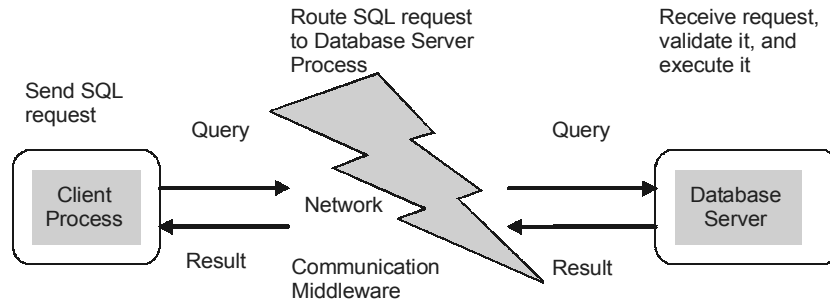 Route SQL request
to Database Server
Process
Receive request,
validate it, and
execute it
Send SQL
request
Query
Query
Client
Process
Network
Database
Server
Result
Communication
Middleware
Result